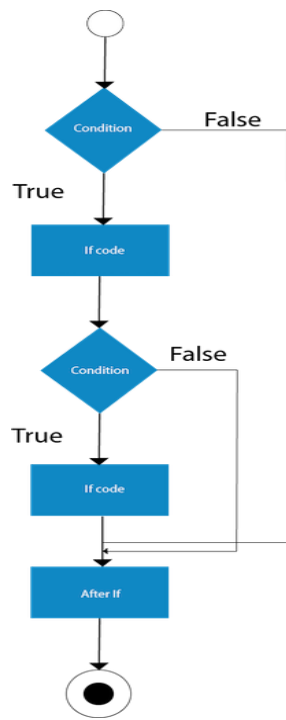 Condition
False
True
If code
False
Condition
True
If code
After If